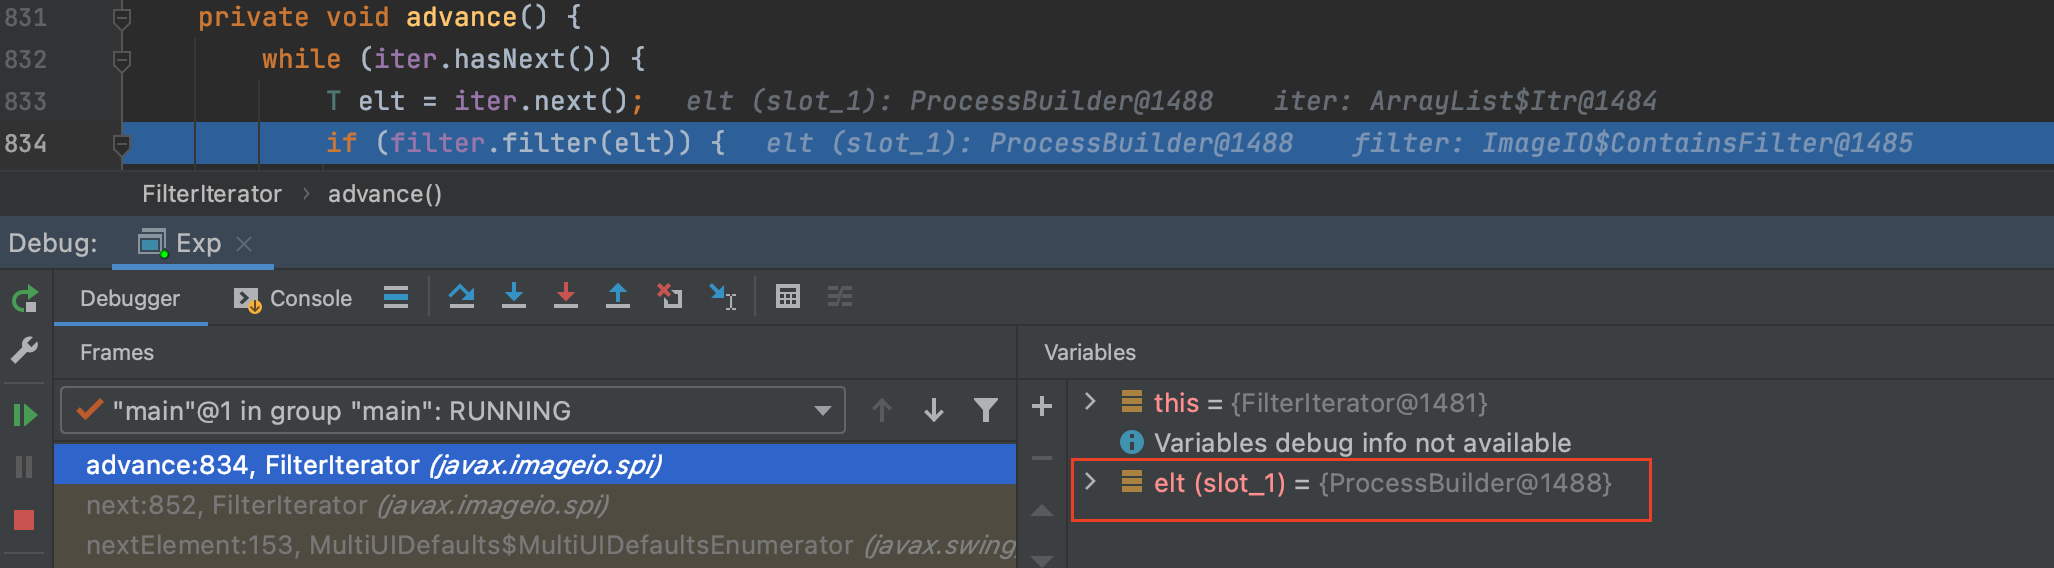 831 private void advance() {
832 while (iter.hasNext()) {
833 T elt = iter.next(); elt (slot_1): ProcessBuilder@1488 iter: ArrayList$Itr@1484
834 if (filter.filter(elt)) { elt (slot_1): ProcessBuilder@1488 filter: ImageIO$ContainsFilter@1485
FilterIterator › advance()
Debug: Exp ×
Debugger Console
Frames
Variables
"main"@1 in group "main": RUNNING
advance:834, FilterIterator (javax.imageio.spi)
next:852, FilterIterator (javax.imageio.spi)
nextElement:153, MultiUIDefaults$MultiUIDefaultsEnumerator (javax.swing
this = {FilterIterator@1481}
Variables debug info not available
elt (slot_1) = {ProcessBuilder@1488}